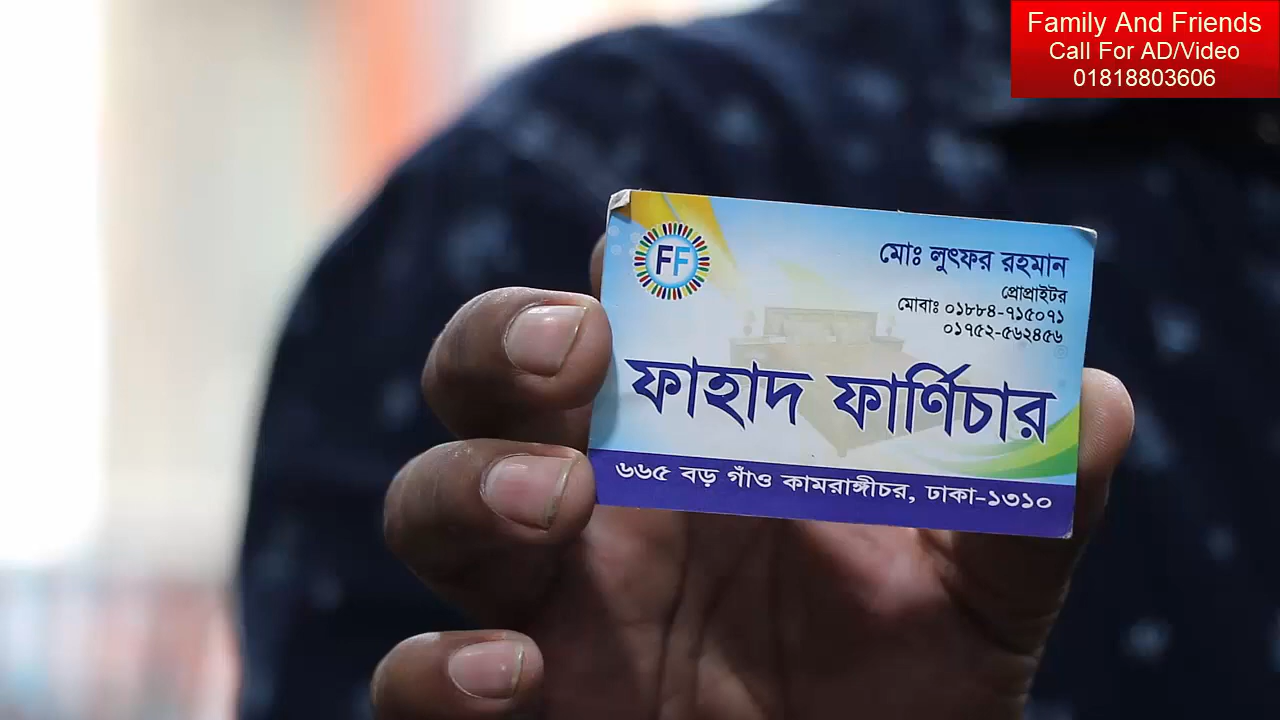 Family And Friends
Call For AD/Video
01818803606
FF
মোঃ লুৎফর রহমান
প্রোপ্রাইটর
মোবাঃ ০১৮৮৪-৭১৫০৭১
০১৭৫২-৫৬২৪৫৬
ফাহাদ ফার্ণিচার
৬৬৫ বড় গাঁও কামরাঙ্গীচর, ঢাকা-১৩১০